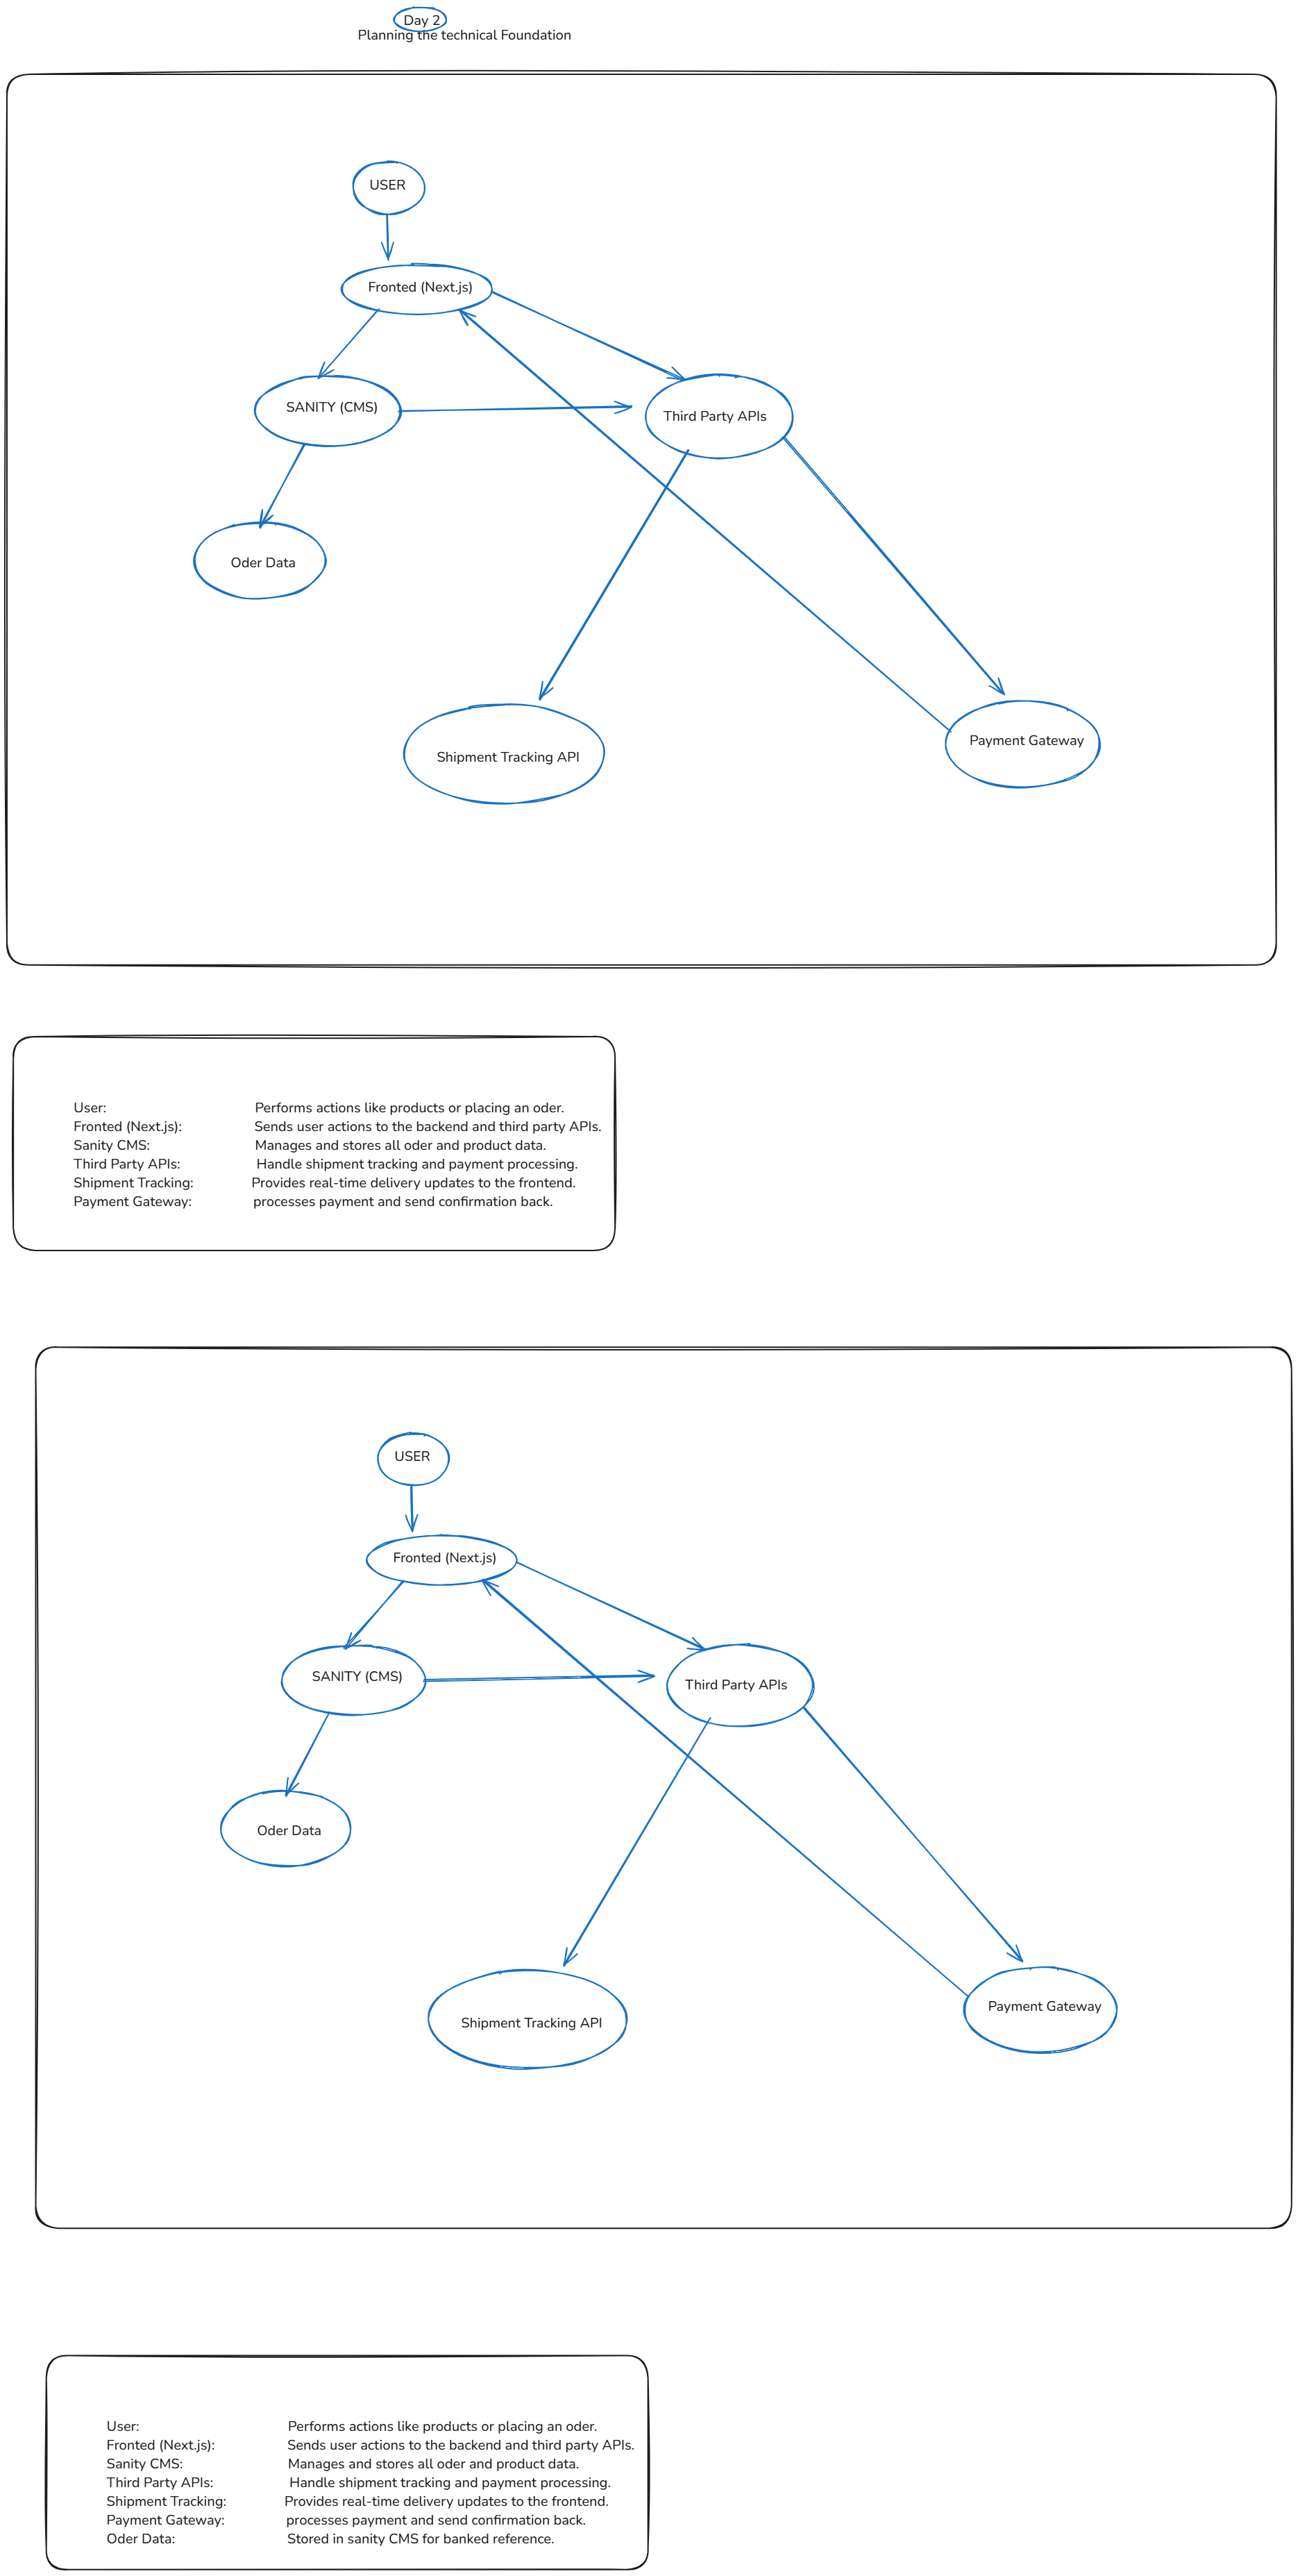 Day 2
Planning the technical Foundation
USER
Fronted (Next.js)
SANITY (CMS)
Third Party APIs
Oder Data
Payment Gateway
Shipment Tracking API
User: Performs actions like products or placing an oder.
Fronted (Next.js): Sends user actions to the backend and third party APIs.
Sanity CMS: Manages and stores all oder and product data.
Third Party APIs: Handle shipment tracking and payment processing.
Shipment Tracking: Provides real-time delivery updates to the frontend.
Payment Gateway: processes payment and send confirmation back.
USER
Fronted (Next.js)
SANITY (CMS)
Third Party APIs
Oder Data
Payment Gateway
Shipment Tracking API
User: Performs actions like products or placing an oder.
Fronted (Next.js): Sends user actions to the backend and third party APIs.
Sanity CMS: Manages and stores all oder and product data.
Third Party APIs: Handle shipment tracking and payment processing.
Shipment Tracking: Provides real-time delivery updates to the frontend.
Payment Gateway: processes payment and send confirmation back.
Oder Data: Stored in sanity CMS for banked reference.